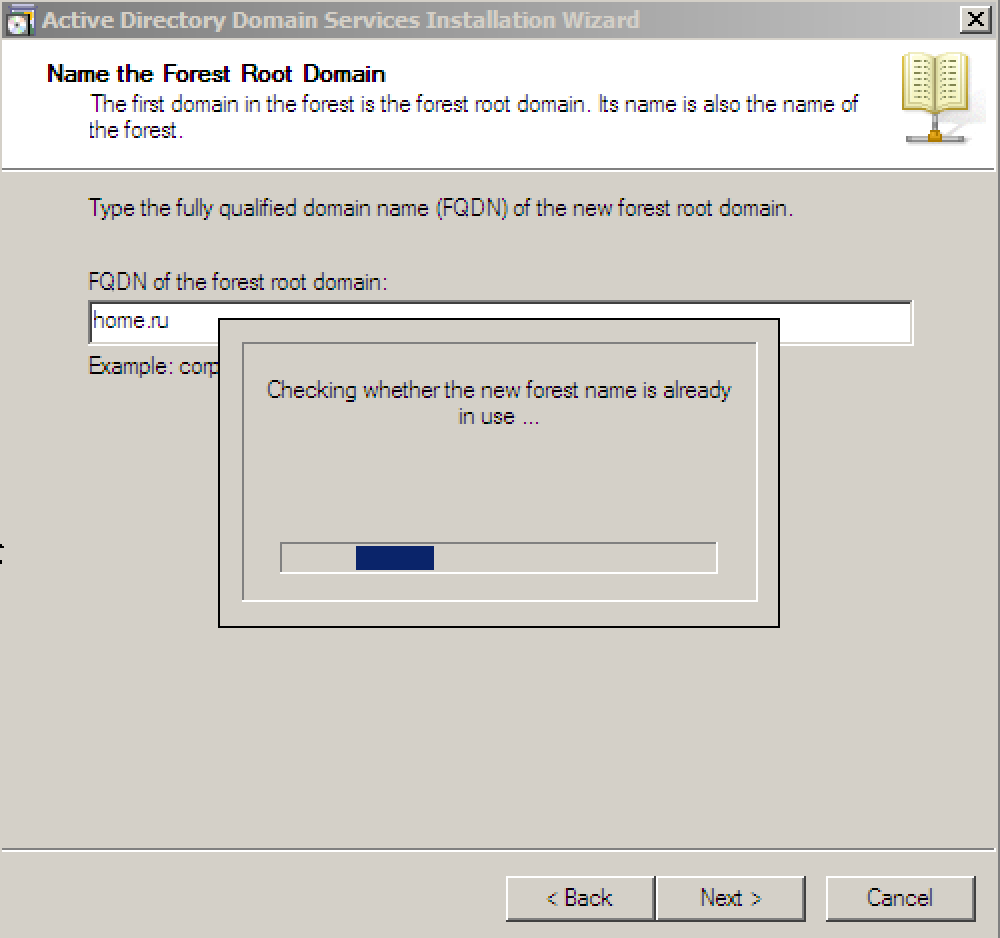 Active Directory Domain Services Installation Wizard
Name the Forest Root Domain
The first domain in the forest is the forest root domain. Its name is also the name of
the forest.
Type the fully qualified domain name (FQDN) of the new forest root domain.
FQDN of the forest root domain:
home.ru
Example: corp
Checking whether the new forest name is already
in use ...
< Back
Next >
Cancel